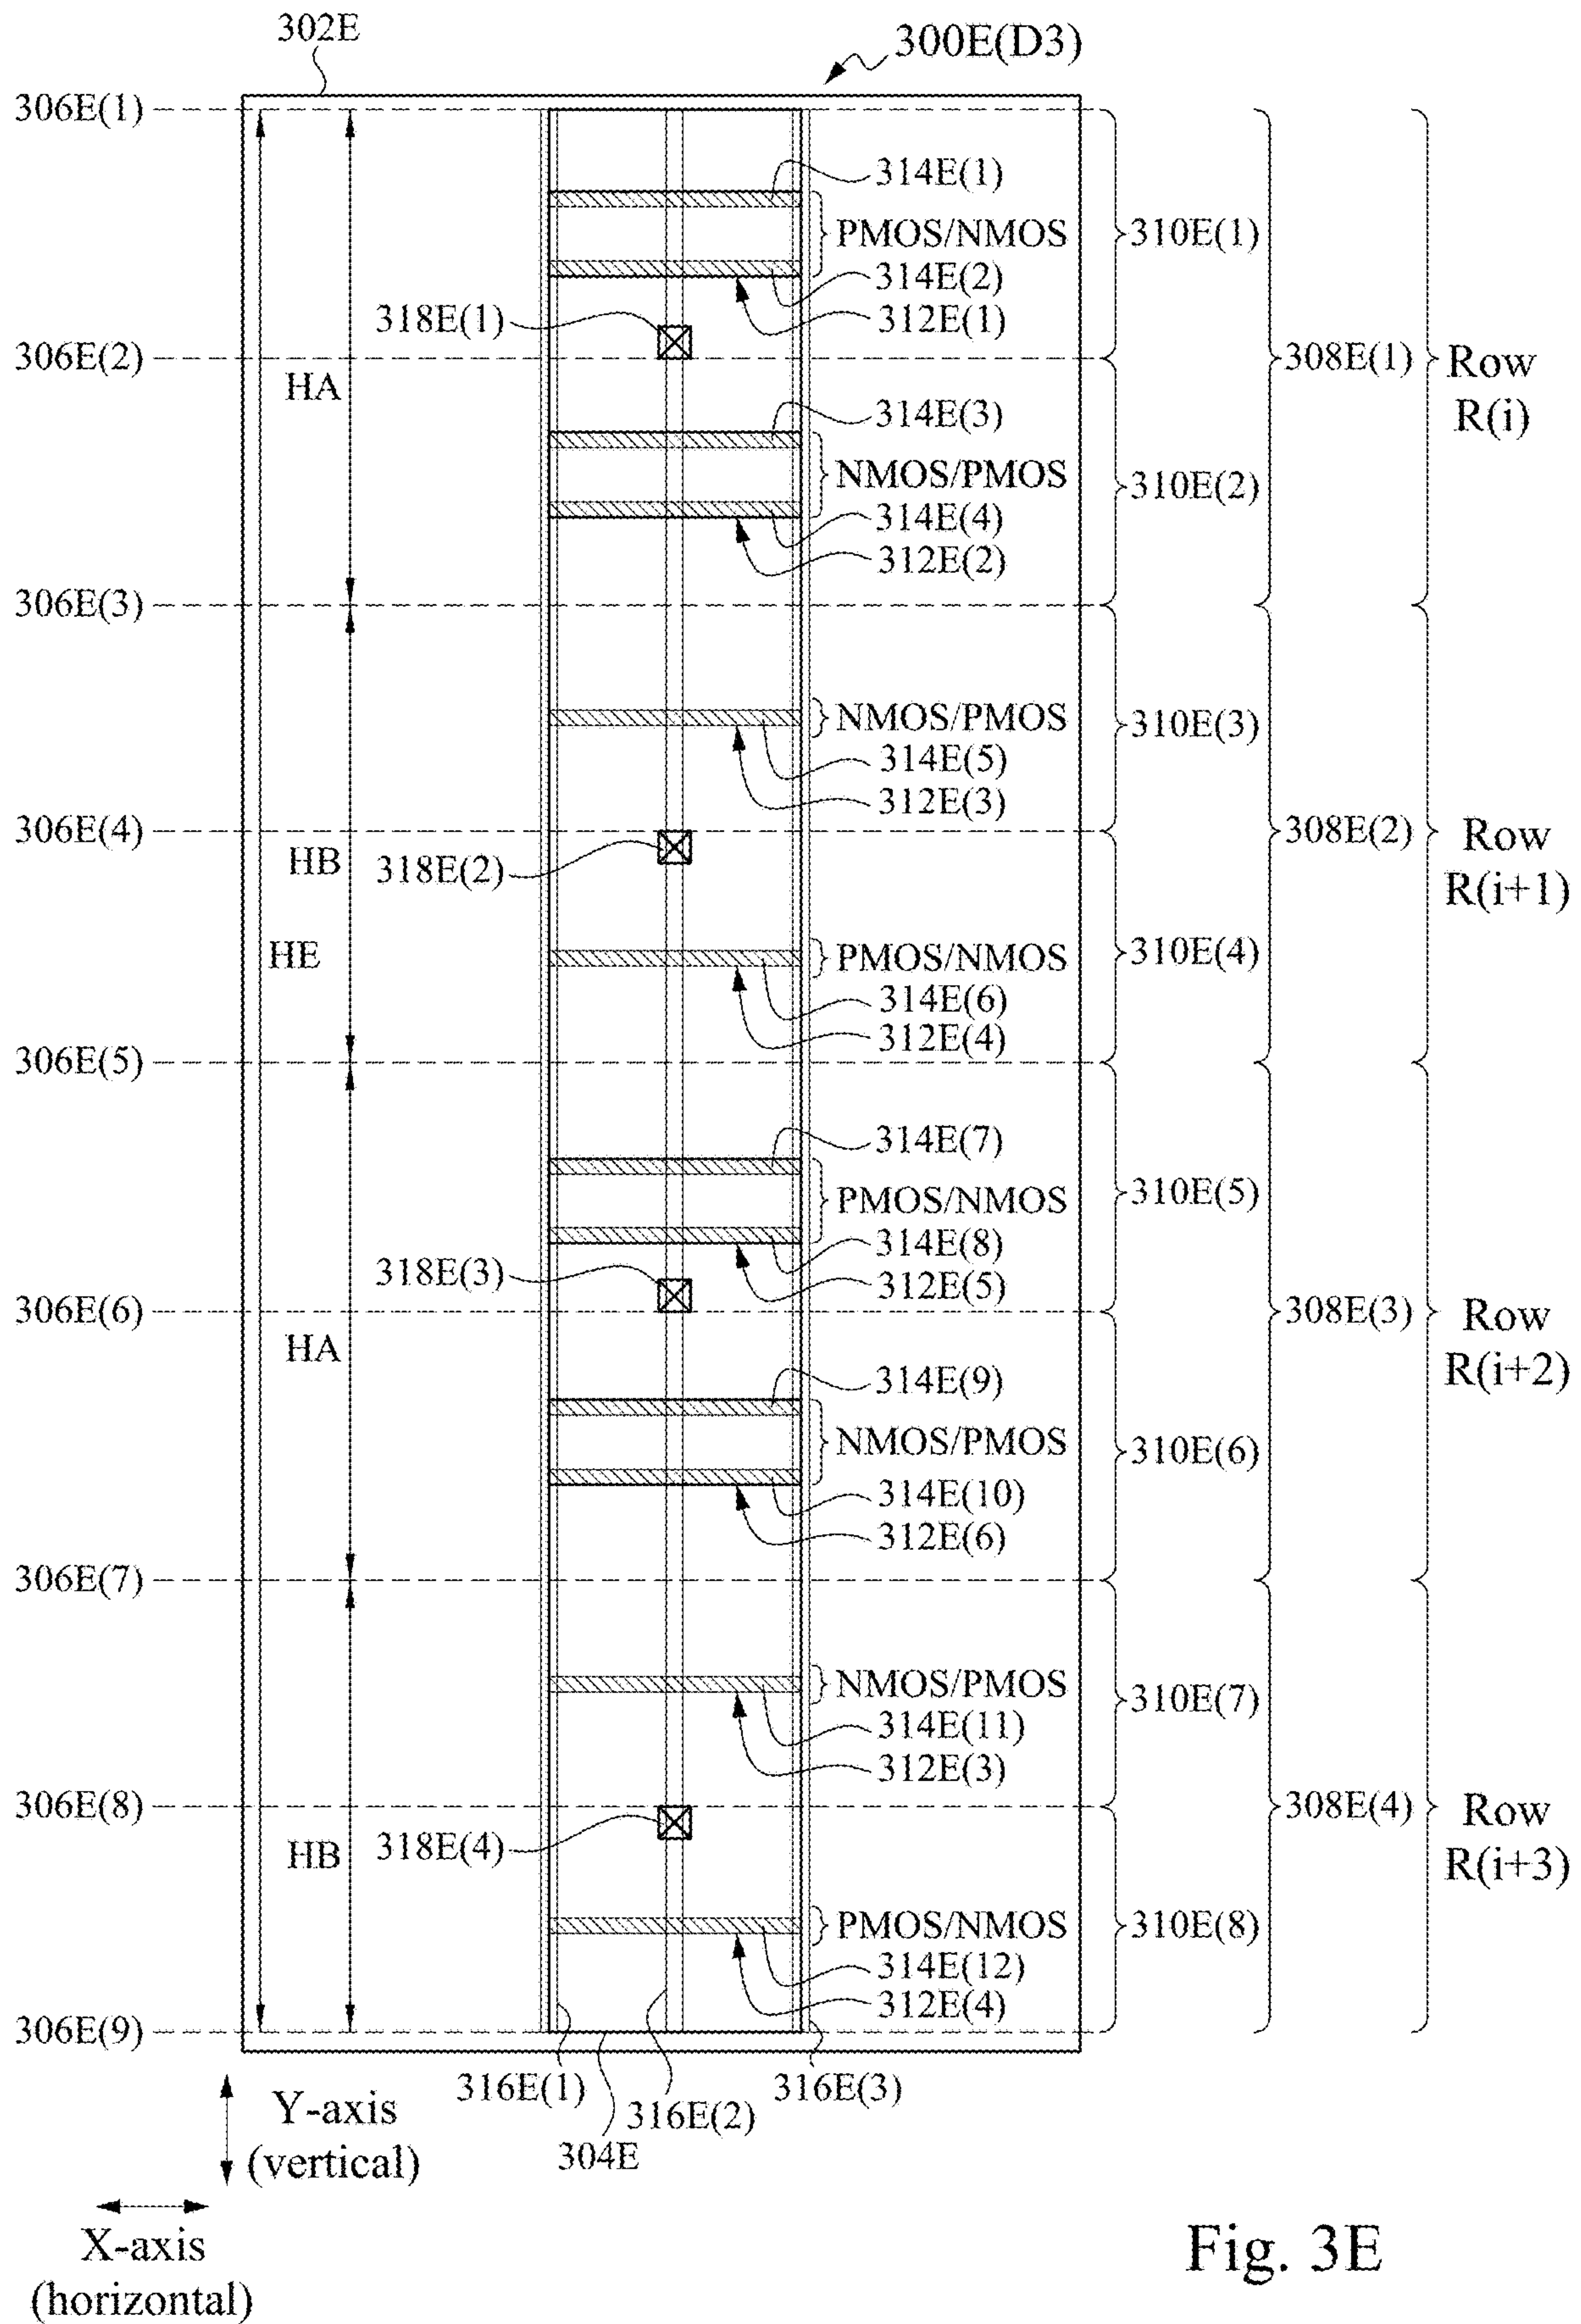 302E
300E(D3)
306E(1)
314E(1)
PMOS/NMOS
310E(1)
314E(2)
318E(1)
312E(1)
306E(2)
HA
308E(1)
Row
R(i)
314E(3)
NMOS/PMOS
310E(2)
314E(4)
312E(2)
306E(3)
NMOS/PMOS
310E(3)
314E(5)
312E(3)
306E(4)
HB
318E(2)
308E(2)
Row
R(i+1)
HE
PMOS/NMOS
310E(4)
314E(6)
312E(4)
306E(5)
314E(7)
PMOS/NMOS
310E(5)
314E(8)
318E(3)
312E(5)
306E(6)
HA
308E(3)
Row
R(i+2)
314E(9)
NMOS/PMOS
310E(6)
314E(10)
312E(6)
306E(7)
NMOS/PMOS
310E(7)
314E(11)
312E(3)
306E(8)
HB
318E(4)
308E(4)
Row
R(i+3)
PMOS/NMOS
310E(8)
314E(12)
312E(4)
306E(9)
316E(1)
316E(2)
316E(3)
304E
Y-axis
(vertical)
X-axis
(horizontal)
Fig. 3E